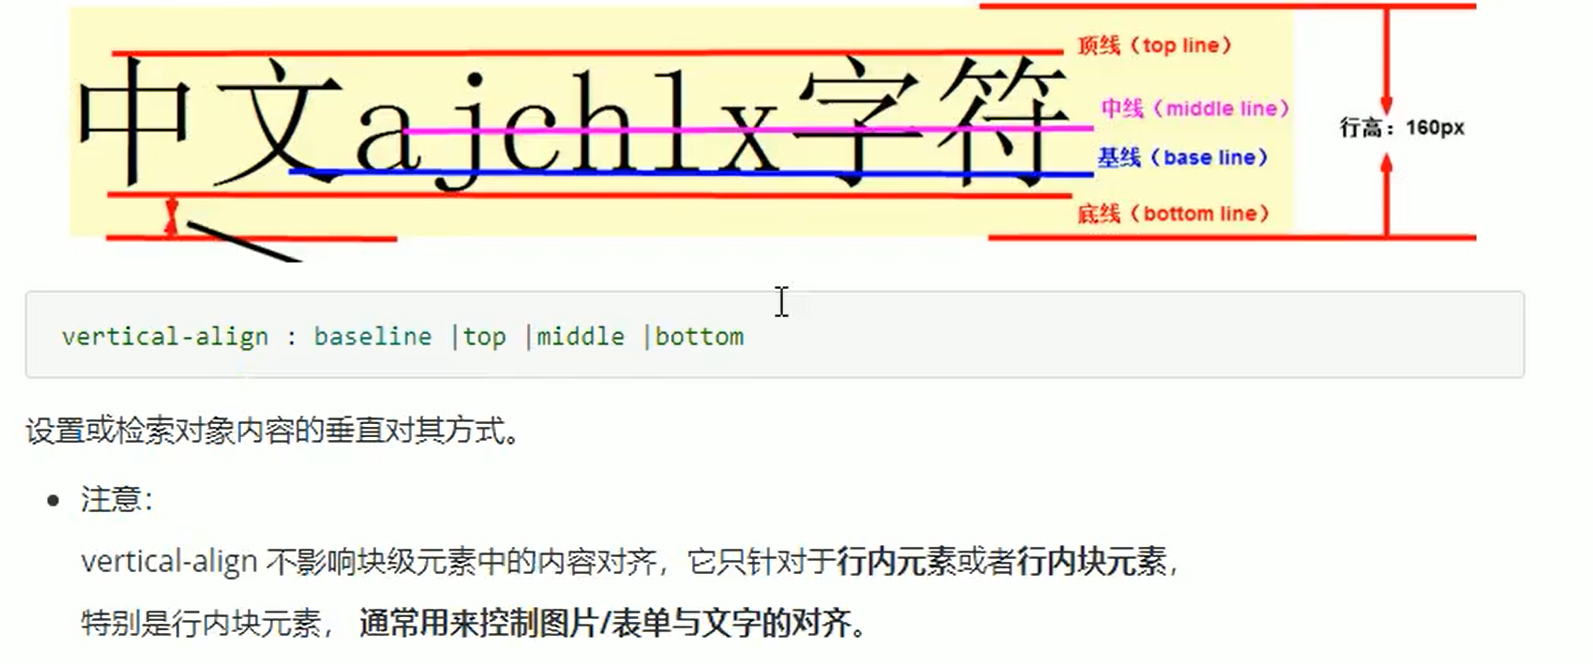 顶线（top line）
中文ajchlx字符
中线（middle line）
行高：160px
基线（base line）
底线（bottom line）
vertical-align : baseline |top |middle |bottom
设置或检索对象内容的垂直对其方式。
注意：
vertical-align 不影响块级元素中的内容对齐，它只针对于行内元素或者行内块元素，
特别是行内块元素， 通常用来控制图片/表单与文字的对齐。